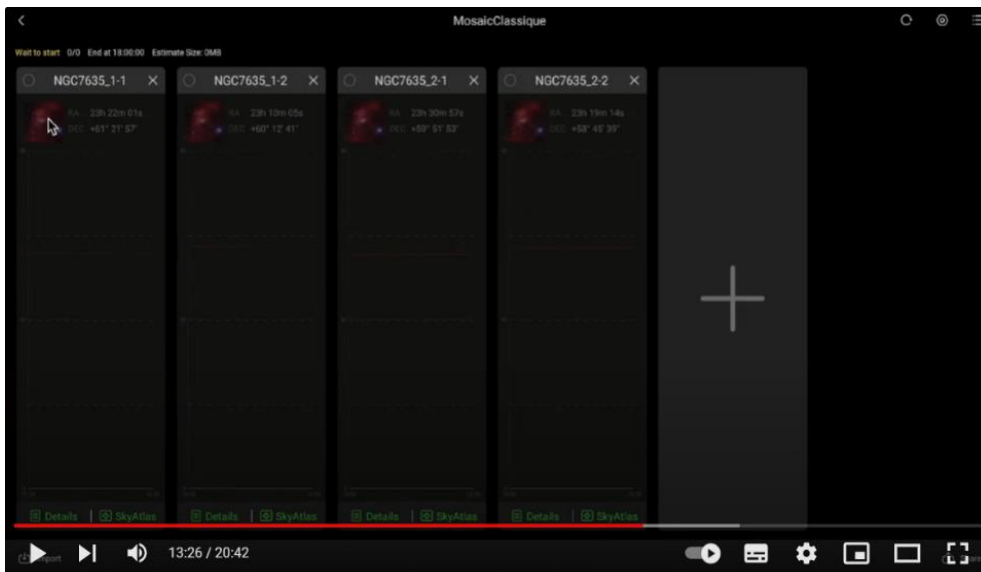 MosaicClassique
Wait to start 0/0 End at 18:00:00 Estimate Size: 0MB
NGC7635_1-1
RA 23h 22m 01s
DEC +61° 21' 57"
NGC7635_1-2
RA 23h 10m 05s
DEC +60° 12' 41"
NGC7635_2-1
RA 23h 30m 57s
DEC +59° 51' 53"
NGC7635_2-2
RA 23h 19m 14s
DEC +58° 45' 39"
Details | SkyAtlas
Details | SkyAtlas
Details | SkyAtlas
Details | SkyAtlas
13:26 / 20:42